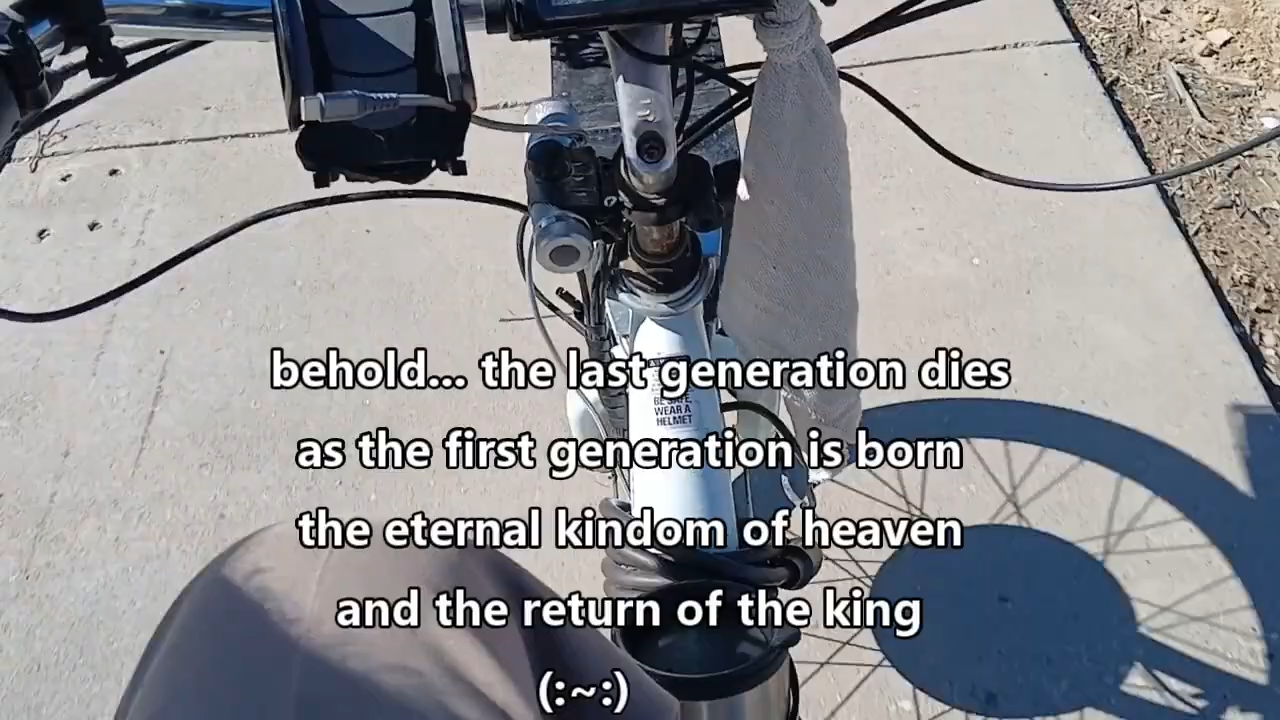 behold... the last generation dies
as the first generation is born
the eternal kindom of heaven
and the return of the king
(:~:)
BE SAFE,
WEAR A
HELMET